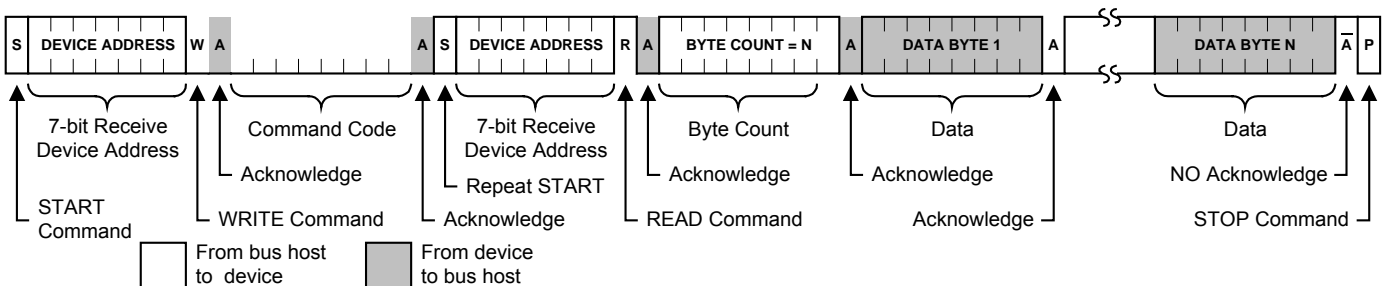 S DEVICE ADDRESS W A A S DEVICE ADDRESS R A BYTE COUNT = N A DATA BYTE 1 A DATA BYTE N A̅ P
7-bit Receive
Device Address
Command Code
7-bit Receive
Device Address
Byte Count
Data
Data
Acknowledge
Repeat START
Acknowledge
Acknowledge
NO Acknowledge
START
Command
WRITE Command
Acknowledge
READ Command
Acknowledge
STOP Command
From bus host
to device
From device
to bus host